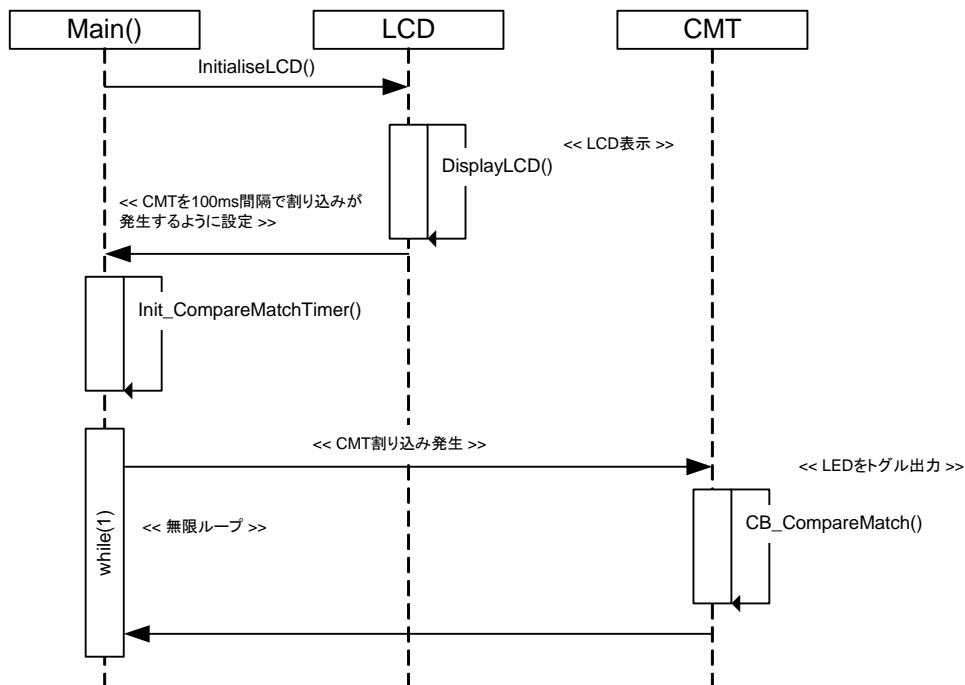 Main()
LCD
CMT
InitialiseLCD()
<< LCD表示 >>
DisplayLCD()
<< CMTを100ms間隔で割り込みが
発生するように設定 >>
Init_CompareMatchTimer()
<< CMT割り込み発生 >>
<< LEDをトグル出力 >>
while(1)
<< 無限ループ >>
CB_CompareMatch()